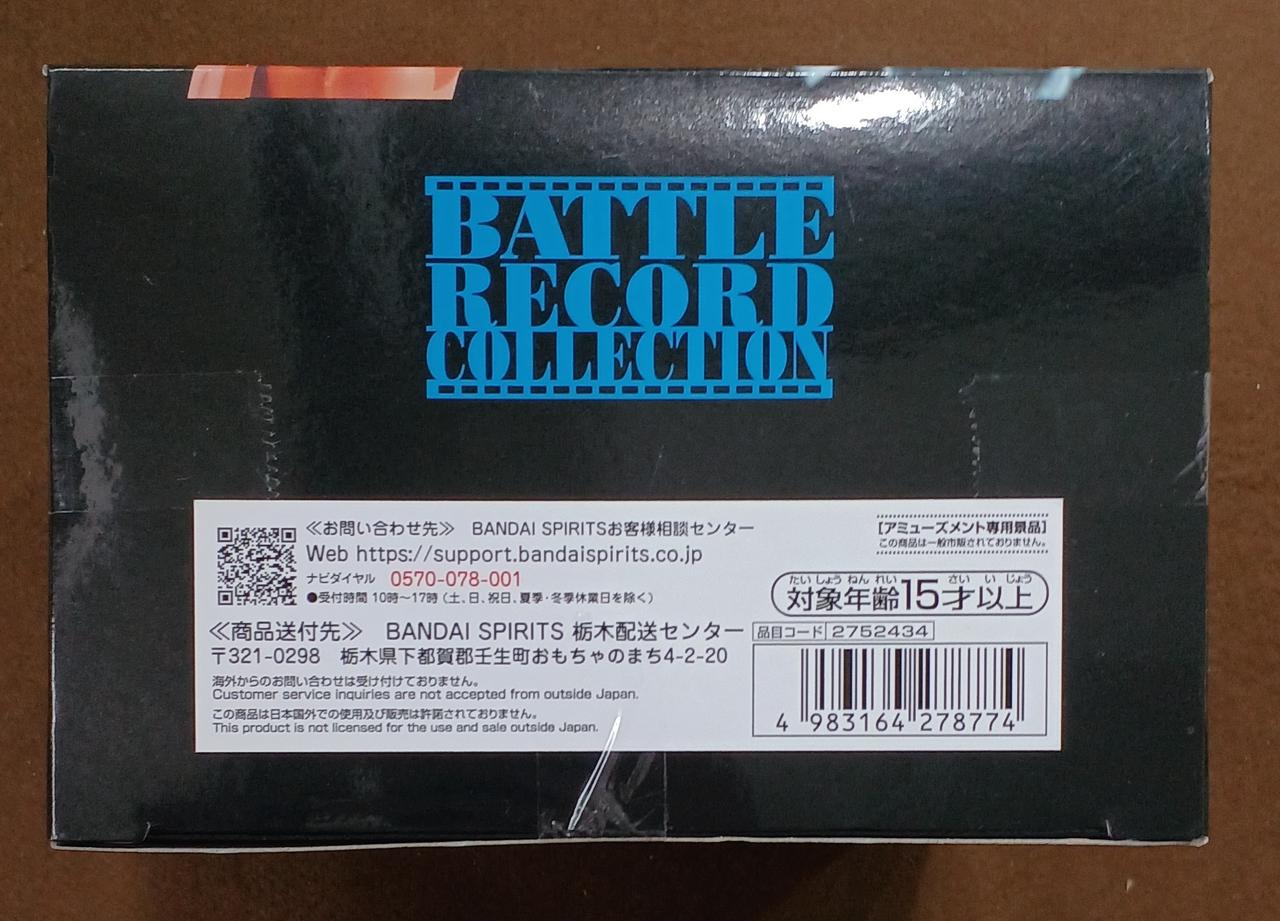 BATTLE
RECORD
COLLECTION
≪お問い合わせ先≫ BANDAI SPIRITSお客様相談センター
Web https://support.bandaispirits.co.jp
ナビダイヤル 0570-078-001
●受付時間 10時〜17時（土、日、祝日、夏季・冬季休業日を除く）
≪商品送付先≫ BANDAI SPIRITS 栃木配送センター
〒321-0298 栃木県下都賀郡壬生町おもちゃのまち4-2-20
海外からのお問い合わせは受け付けておりません。
Customer service inquiries are not accepted from outside Japan.
この商品は日本国外での使用及び販売は許諾されておりません。
This product is not licensed for the use and sale outside Japan.
【アミューズメント専用景品】
この商品は一般市販されておりません。
たいしょうねんれい さいいじょう
対象年齢15才以上
品目コード 2752434
4 983164 278774